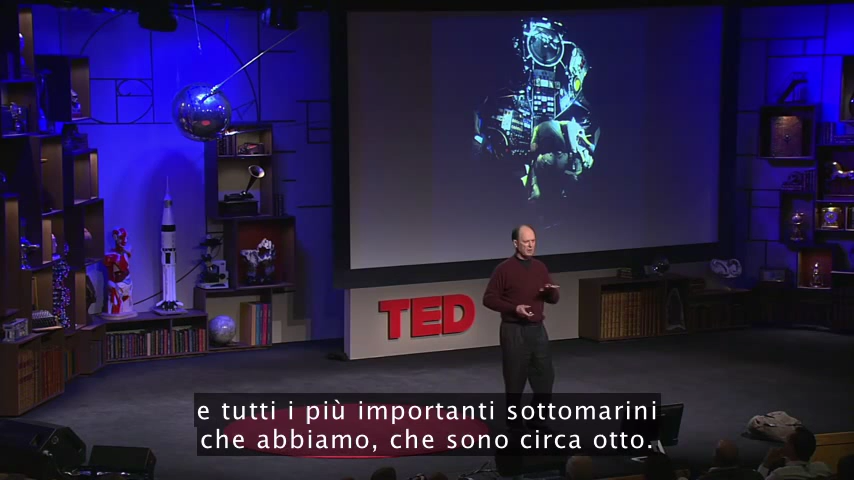 TED
e tutti i più importanti sottomarini
che abbiamo, che sono circa otto.